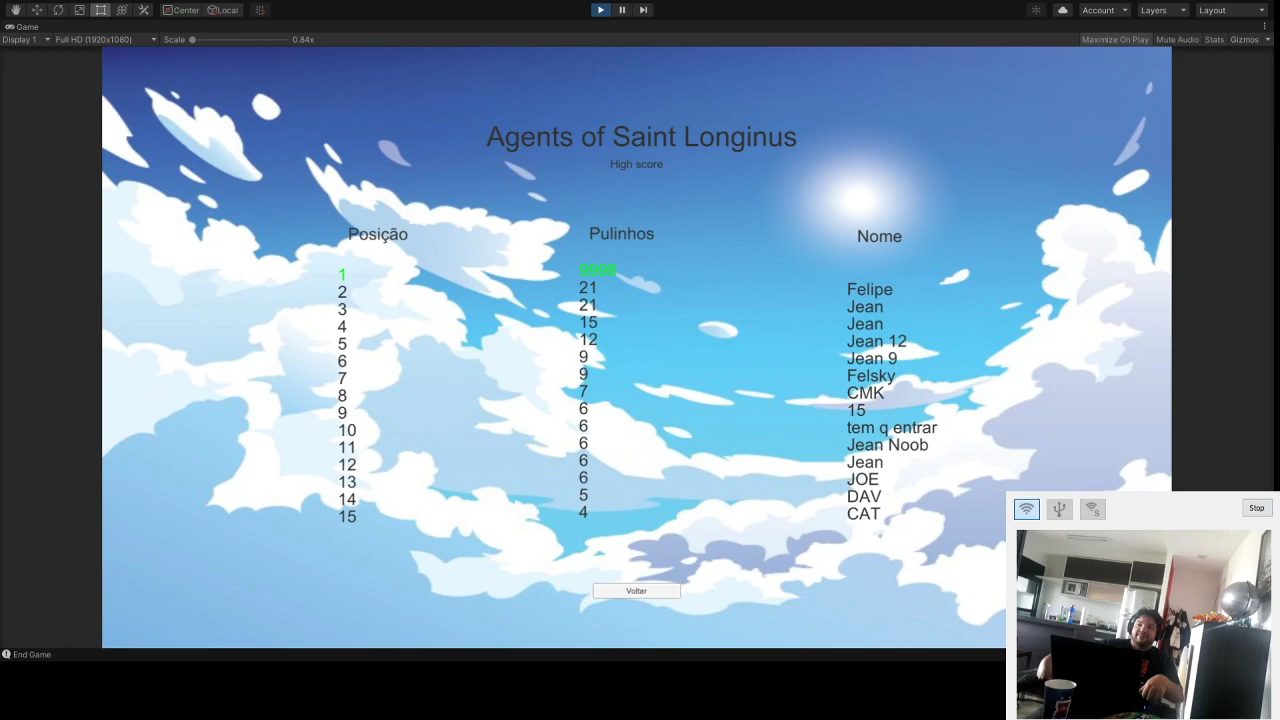 Center Local
Account Layers Layout
Game
Display 1 Full HD (1920x1080) Scale 0.84x Maximize On Play Mute Audio Stats Gizmos
Agents of Saint Longinus
High score
Posição Pulinhos Nome
1
2 21 Felipe
3 21 Jean
4 15 Jean
5 12 Jean 12
6 9 Jean 9
7 9 Felsky
8 7 CMK
9 6 15
10 6 tem q entrar
11 6 Jean Noob
12 6 Jean
13 6 JOE
14 5 DAV
15 4 CAT
Voltar
End Game
S
Stop